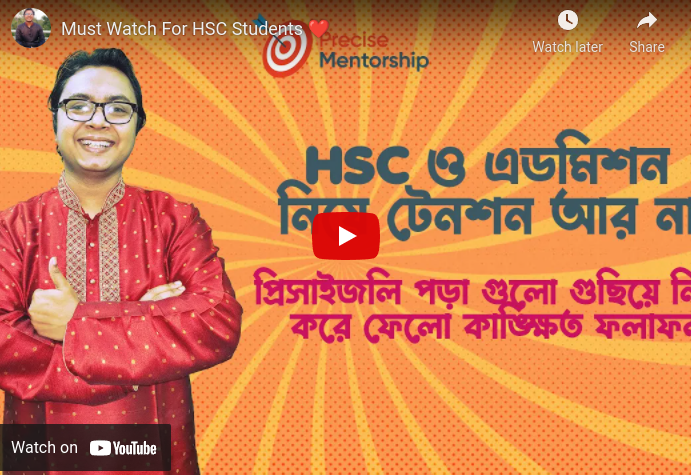 Must Watch For HSC Students ❤️
Watch later
Share
Precise
Mentorship
HSC ও এডমিশন
নিয়ে টেনশন আর না
প্রিসাইজলি পড়া গুলো গুছিয়ে
করে ফেলো কাঙ্ক্ষিত ফলাফল
Watch on YouTube